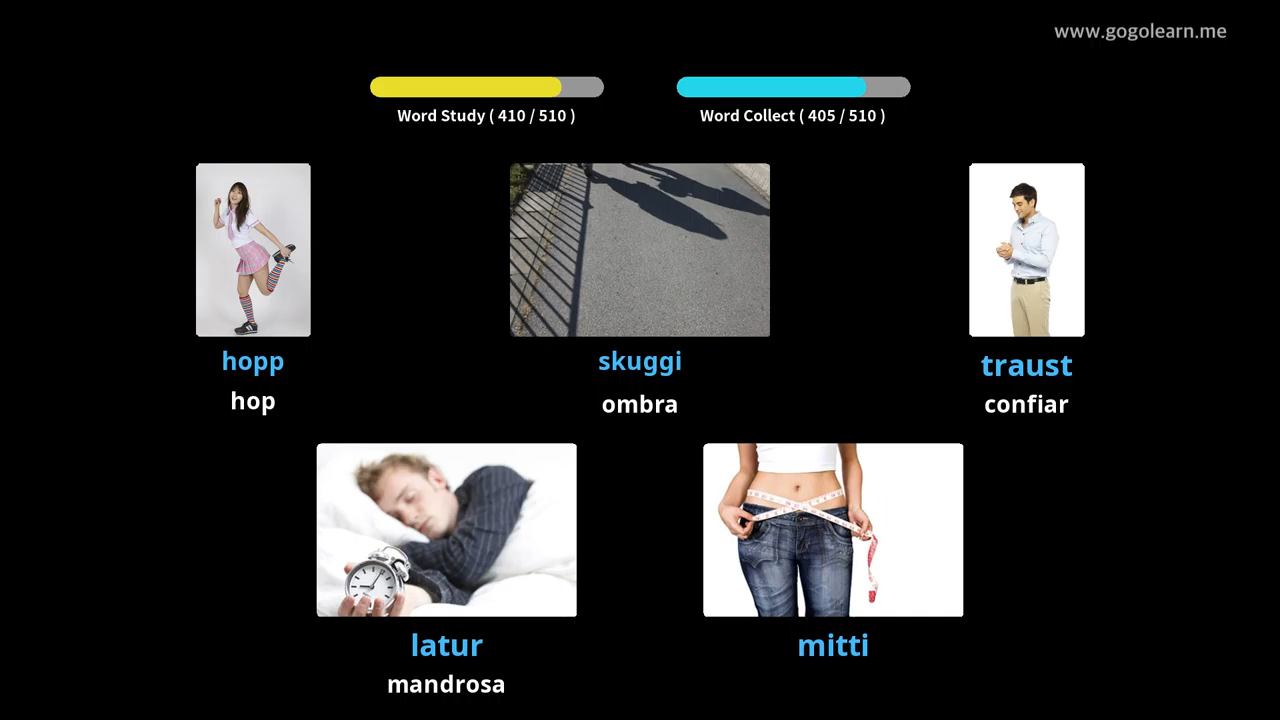 www.gogolearn.me
Word Study ( 410 / 510 )
Word Collect ( 405 / 510 )
hopp
hop
skuggi
ombra
traust
confiar
latur
mandrosa
mitti